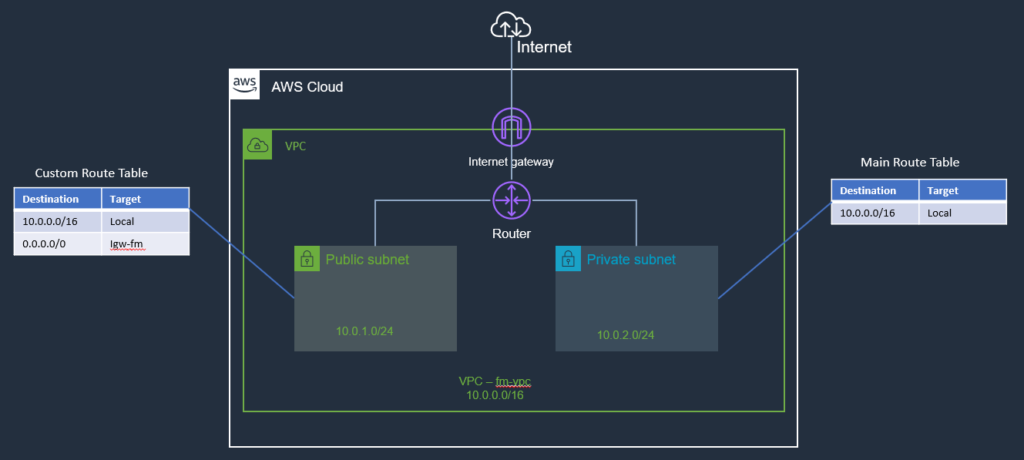 Internet
aws
AWS Cloud
VPC
Internet gateway
Custom Route Table
Destination Target
10.0.0.0/16 Local
0.0.0.0/0 Igw-fm
Main Route Table
Destination Target
10.0.0.0/16 Local
Router
Public subnet
10.0.1.0/24
Private subnet
10.0.2.0/24
VPC – fm-vpc
10.0.0.0/16